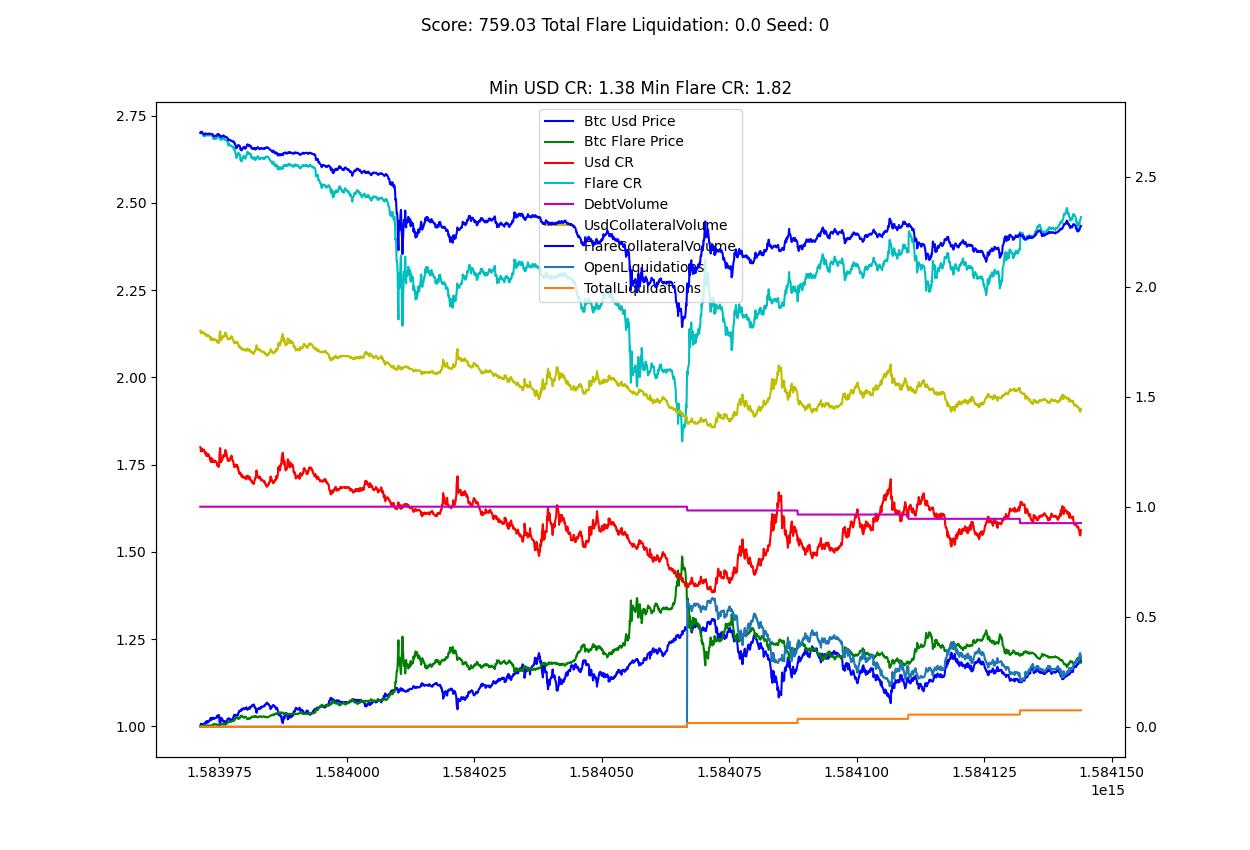 Score: 759.03 Total Flare Liquidation: 0.0 Seed: 0
Min USD CR: 1.38 Min Flare CR: 1.82
Btc Usd Price
Btc Flare Price
Usd CR
Flare CR
DebtVolume
UsdCollateralVolume
FlareCollateralVolume
OpenLiquidations
TotalLiquidations
2.75
2.50
2.25
2.00
1.75
1.50
1.25
1.00
2.5
2.0
1.5
1.0
0.5
0.0
1.583975 1.584000 1.584025 1.584050 1.584075 1.584100 1.584125 1.584150
1e15